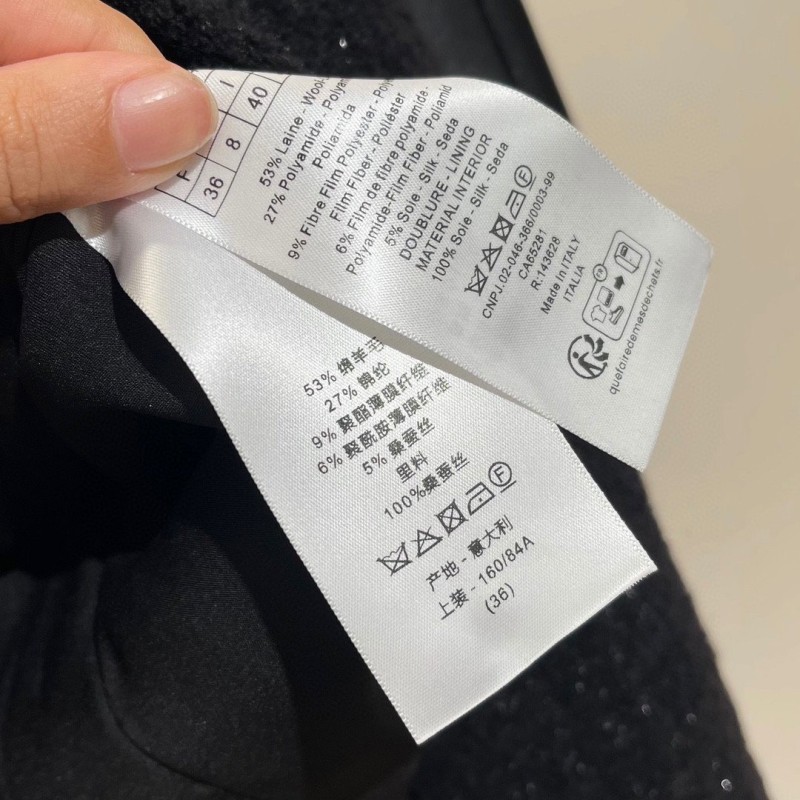 F I
36 8 40
53% Laine - Wool
27% Polyamide - Polyam
Poliamida
9% Fibre Film Polyester - Poly
Film Fiber - Poliéster
6% Film de fibre polyamide -
Polyamide-Film Fiber - Poliamid
5% Soie - Silk - Seda
DOUBLURE - LINING
MATERIAL INTERIOR
100% Soie - Silk - Seda
F
CNPJ.02-046-366/0003-99
CA65281
R:143628
Made in ITALY
ITALIA
FR
quefairedemesdechets.fr
53% 绵羊毛
27% 锦纶
9% 聚酯薄膜纤维
6% 聚酰胺薄膜纤维
5% 桑蚕丝
里料
100%桑蚕丝
F
产地 - 意大利
上装 - 160/84A
(36)